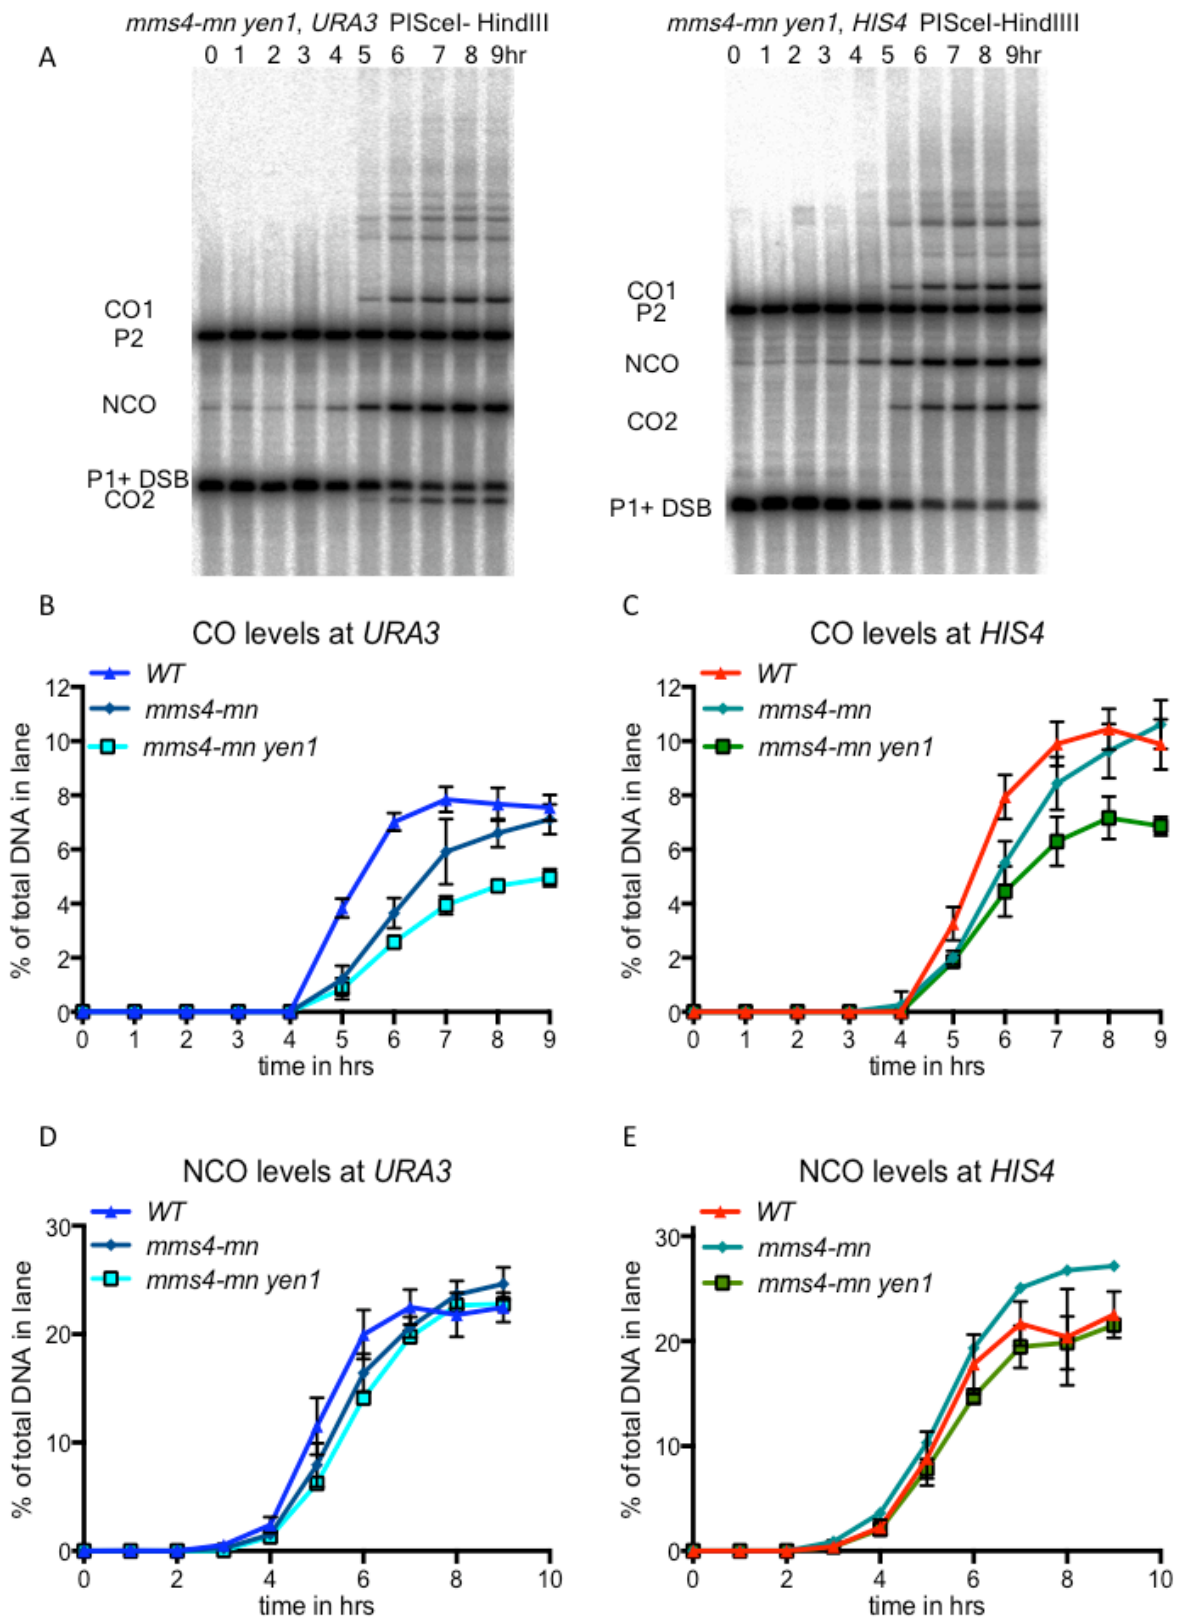 mms4-mn yen1, URA3 PISceI- HindIII
A
0 1 2 3 4 5 6 7 8 9hr
CO1
P2
NCO
P1+ DSB
CO2
mms4-mn yen1, HIS4 PISceI-HindIIII
0 1 2 3 4 5 6 7 8 9hr
CO1
P2
NCO
CO2
P1+ DSB
B
CO levels at URA3
WT
mms4-mn
mms4-mn yen1
% of total DNA in lane
12
10
8
6
4
2
0
0 1 2 3 4 5 6 7 8 9
time in hrs
C
CO levels at HIS4
WT
mms4-mn
mms4-mn yen1
% of total DNA in lane
12
10
8
6
4
2
0
0 1 2 3 4 5 6 7 8 9
time in hrs
D
NCO levels at URA3
WT
mms4-mn
mms4-mn yen1
% of total DNA in lane
30
20
10
0
0 2 4 6 8 10
time in hrs
E
NCO levels at HIS4
WT
mms4-mn
mms4-mn yen1
% of total DNA in lane
30
20
10
0
0 2 4 6 8 10
time in hrs